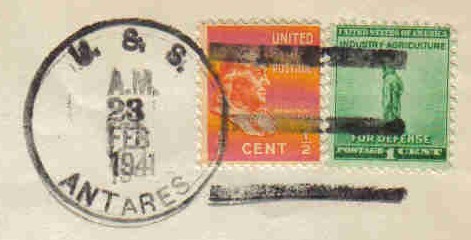 U. S. S.
A.M.
23
FEB
1941
ANTARES
UNITED
POSTAGE
CENT 1/2
UNITED STATES OF AMERICA
INDUSTRY AGRICULTURE
FOR DEFENSE
POSTAGE 1 CENT